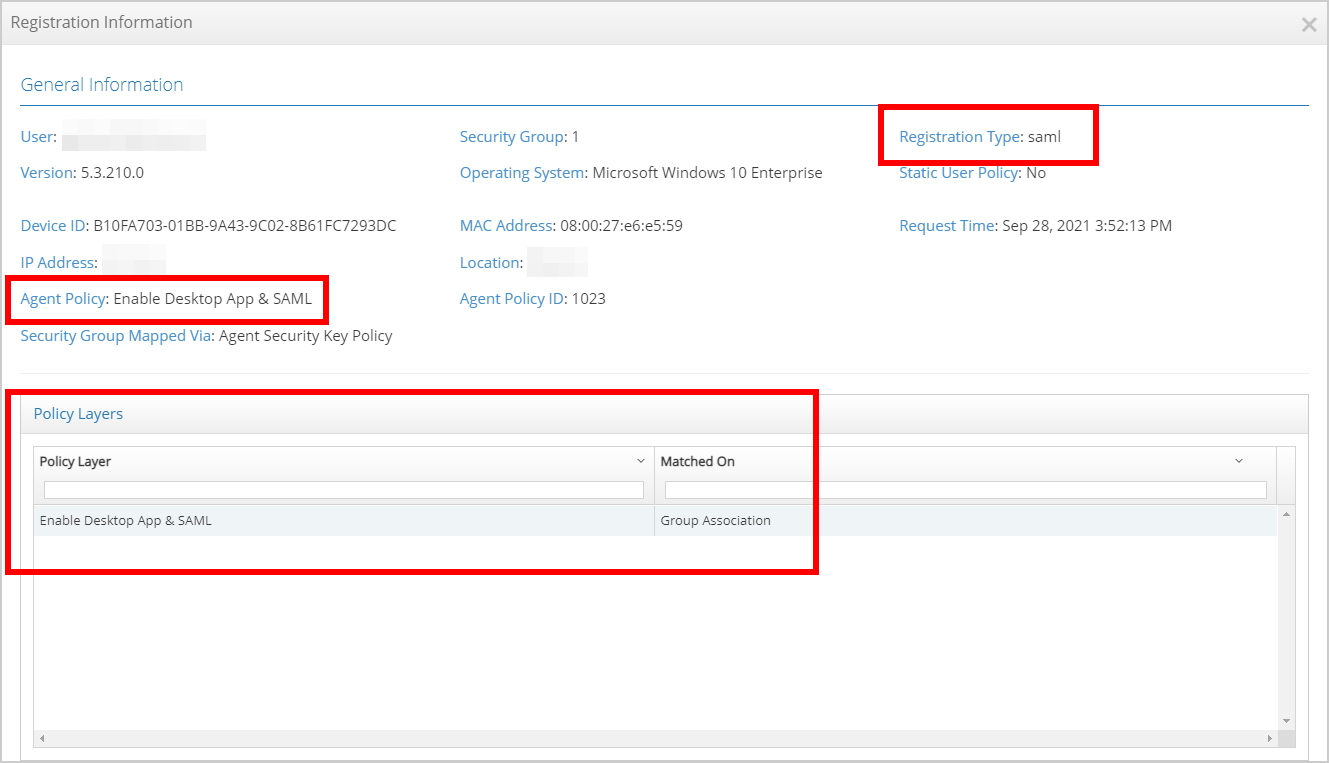 Registration Information
General Information
User:
Security Group: 1
Registration Type: saml
Version: 5.3.210.0
Operating System: Microsoft Windows 10 Enterprise
Static User Policy: No
Device ID: B10FA703-01BB-9A43-9C02-8B61FC7293DC
MAC Address: 08:00:27:e6:e5:59
Request Time: Sep 28, 2021 3:52:13 PM
IP Address:
Location:
Agent Policy: Enable Desktop App & SAML
Agent Policy ID: 1023
Security Group Mapped Via: Agent Security Key Policy
Policy Layers
Policy Layer
Matched On
Enable Desktop App & SAML
Group Association